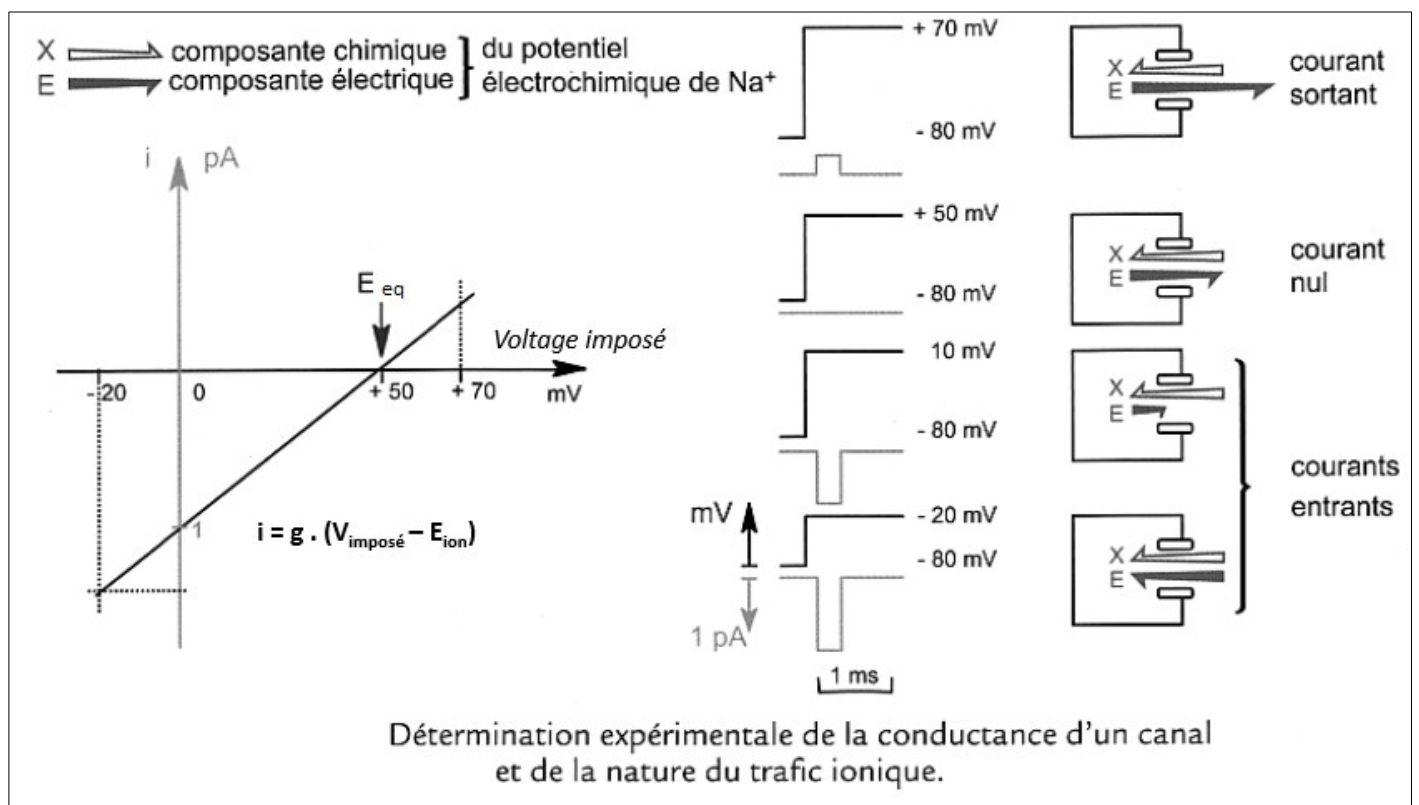 X composante chimique
E composante électrique
du potentiel
électrochimique de Na⁺
i pA
E eq
Voltage imposé
- 20 0 + 50 + 70 mV
1
i = g . (Vimposé – Eion)
+ 70 mV
- 80 mV
X
E
courant
sortant
+ 50 mV
- 80 mV
X
E
courant
nul
10 mV
- 80 mV
X
E
mV
- 20 mV
- 80 mV
1 pA
X
E
courants
entrants
1 ms
Détermination expérimentale de la conductance d'un canal
et de la nature du trafic ionique.